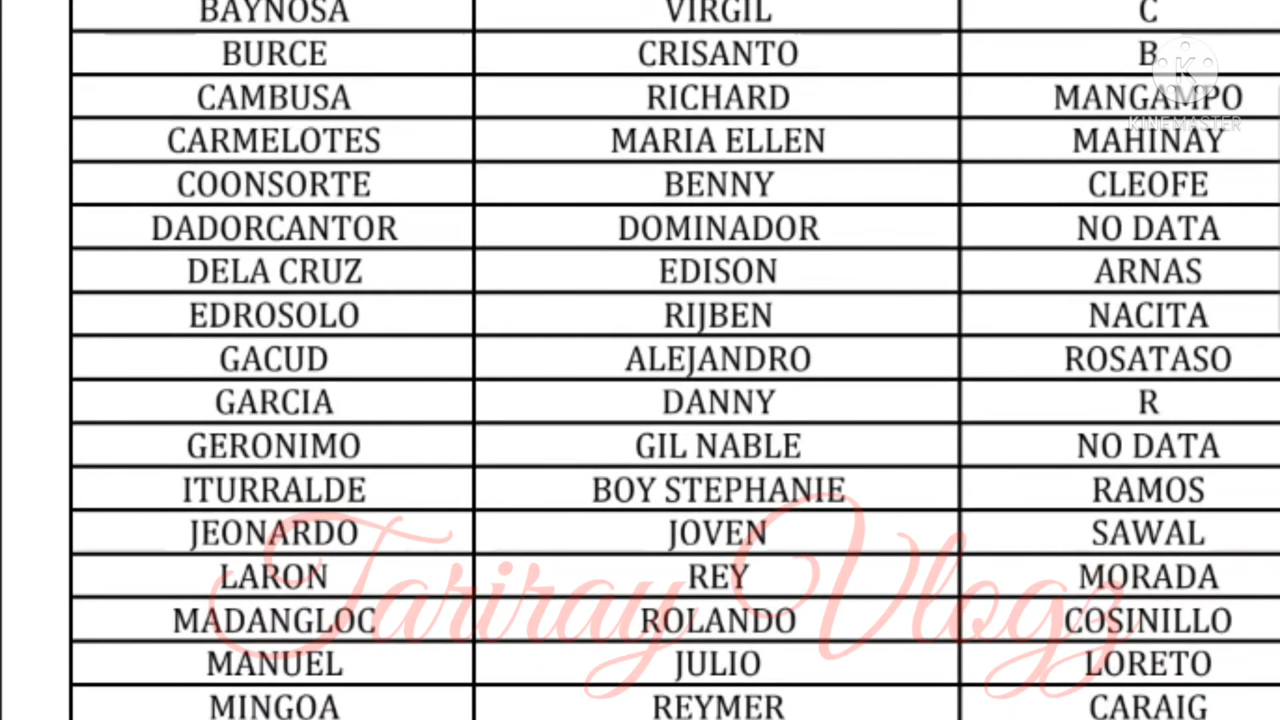 BAYNOSA VIRGIL C
BURCE CRISANTO B
CAMBUSA RICHARD MANGAMPO
KINEMASTER
CARMELOTES MARIA ELLEN MAHINAY
COONSORTE BENNY CLEOFE
DADORCANTOR DOMINADOR NO DATA
DELA CRUZ EDISON ARNAS
EDROSOLO RIJBEN NACITA
GACUD ALEJANDRO ROSATASO
GARCIA DANNY R
GERONIMO GIL NABLE NO DATA
ITURRALDE BOY STEPHANIE RAMOS
JEONARDO JOVEN SAWAL
LARON REY MORADA
Tariray Vlogz
MADANGLOC ROLANDO COSINILLO
MANUEL JULIO LORETO
MINGOA REYMER CARAIG